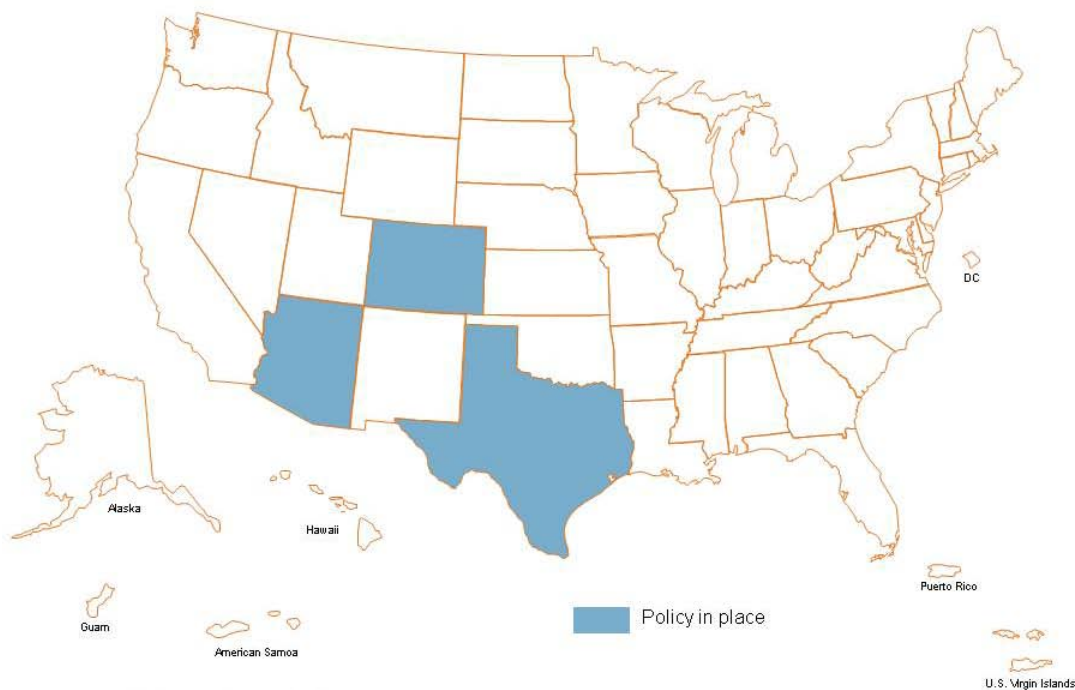 DC
Alaska
Hawaii
Puerto Rico
Guam
Policy in place
American Samoa
U.S. Virgin Islands